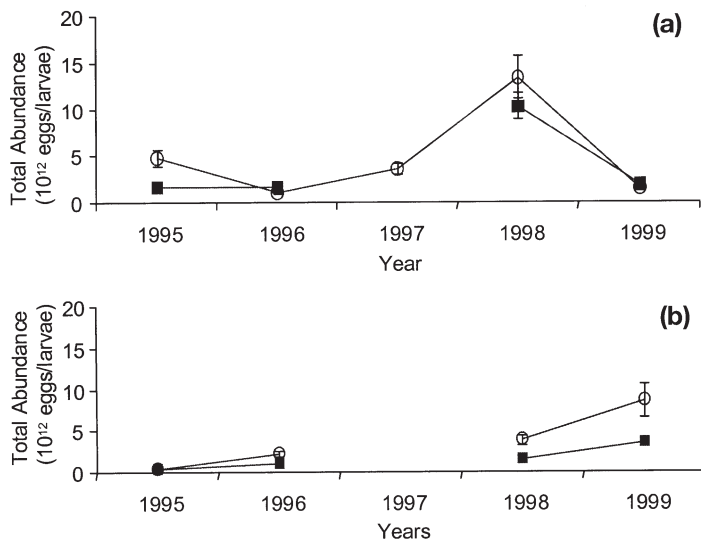 (a)
Total Abundance
(10¹² eggs/larvae)
20
15
10
5
0
1995 1996 1997 1998 1999
Year
(b)
Total Abundance
(10¹² eggs/larvae)
20
15
10
5
0
1995 1996 1997 1998 1999
Years